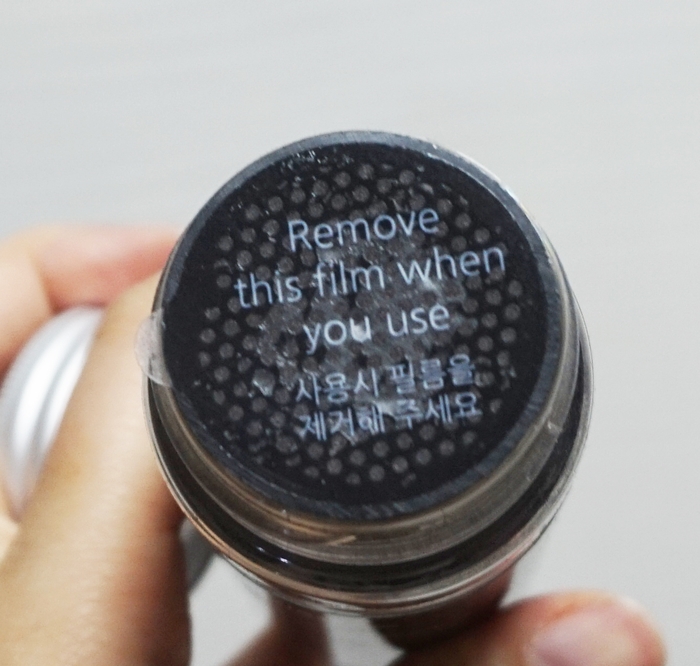 Remove
this film when
you use
사용시 필름을
제거해 주세요